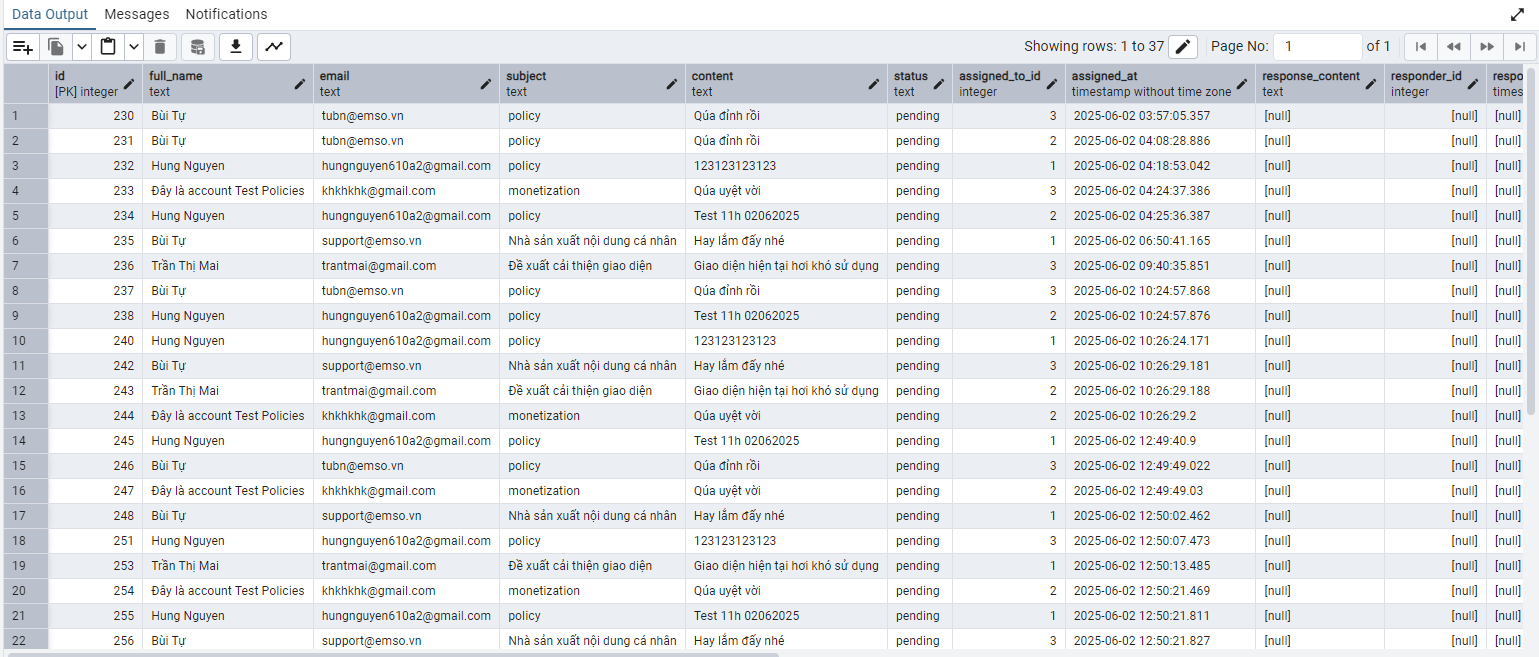 Data Output Messages Notifications
Showing rows: 1 to 37 Page No: 1 of 1
id full_name email subject content status assigned_to_id assigned_at response_content responder_id respo
[PK] integer text text text text text integer timestamp without time zone text integer times
1 230 Bùi Tự tubn@emso.vn policy Qúa đỉnh rồi pending 3 2025-06-02 03:57:05.357 [null] [null] [null]
2 231 Bùi Tự tubn@emso.vn policy Qúa đỉnh rồi pending 2 2025-06-02 04:08:28.886 [null] [null] [null]
3 232 Hung Nguyen hungnguyen610a2@gmail.com policy 123123123123 pending 1 2025-06-02 04:18:53.042 [null] [null] [null]
4 233 Đây là account Test Policies khkhkhk@gmail.com monetization Qúa uyệt vời pending 3 2025-06-02 04:24:37.386 [null] [null] [null]
5 234 Hung Nguyen hungnguyen610a2@gmail.com policy Test 11h 02062025 pending 2 2025-06-02 04:25:36.387 [null] [null] [null]
6 235 Bùi Tự support@emso.vn Nhà sản xuất nội dung cá nhân Hay lắm đấy nhé pending 1 2025-06-02 06:50:41.165 [null] [null] [null]
7 236 Trần Thị Mai trantmai@gmail.com Đề xuất cải thiện giao diện Giao diện hiện tại hơi khó sử dụng pending 3 2025-06-02 09:40:35.851 [null] [null] [null]
8 237 Bùi Tự tubn@emso.vn policy Qúa đỉnh rồi pending 3 2025-06-02 10:24:57.868 [null] [null] [null]
9 238 Hung Nguyen hungnguyen610a2@gmail.com policy Test 11h 02062025 pending 2 2025-06-02 10:24:57.876 [null] [null] [null]
10 240 Hung Nguyen hungnguyen610a2@gmail.com policy 123123123123 pending 1 2025-06-02 10:26:24.171 [null] [null] [null]
11 242 Bùi Tự support@emso.vn Nhà sản xuất nội dung cá nhân Hay lắm đấy nhé pending 3 2025-06-02 10:26:29.181 [null] [null] [null]
12 243 Trần Thị Mai trantmai@gmail.com Đề xuất cải thiện giao diện Giao diện hiện tại hơi khó sử dụng pending 2 2025-06-02 10:26:29.188 [null] [null] [null]
13 244 Đây là account Test Policies khkhkhk@gmail.com monetization Qúa uyệt vời pending 2 2025-06-02 10:26:29.2 [null] [null] [null]
14 245 Hung Nguyen hungnguyen610a2@gmail.com policy Test 11h 02062025 pending 1 2025-06-02 12:49:40.9 [null] [null] [null]
15 246 Bùi Tự tubn@emso.vn policy Qúa đỉnh rồi pending 3 2025-06-02 12:49:49.022 [null] [null] [null]
16 247 Đây là account Test Policies khkhkhk@gmail.com monetization Qúa uyệt vời pending 2 2025-06-02 12:49:49.03 [null] [null] [null]
17 248 Bùi Tự support@emso.vn Nhà sản xuất nội dung cá nhân Hay lắm đấy nhé pending 1 2025-06-02 12:50:02.462 [null] [null] [null]
18 251 Hung Nguyen hungnguyen610a2@gmail.com policy 123123123123 pending 3 2025-06-02 12:50:07.473 [null] [null] [null]
19 253 Trần Thị Mai trantmai@gmail.com Đề xuất cải thiện giao diện Giao diện hiện tại hơi khó sử dụng pending 1 2025-06-02 12:50:13.485 [null] [null] [null]
20 254 Đây là account Test Policies khkhkhk@gmail.com monetization Qúa uyệt vời pending 2 2025-06-02 12:50:21.469 [null] [null] [null]
21 255 Hung Nguyen hungnguyen610a2@gmail.com policy Test 11h 02062025 pending 1 2025-06-02 12:50:21.811 [null] [null] [null]
22 256 Bùi Tự support@emso.vn Nhà sản xuất nội dung cá nhân Hay lắm đấy nhé pending 3 2025-06-02 12:50:21.827 [null] [null] [null]